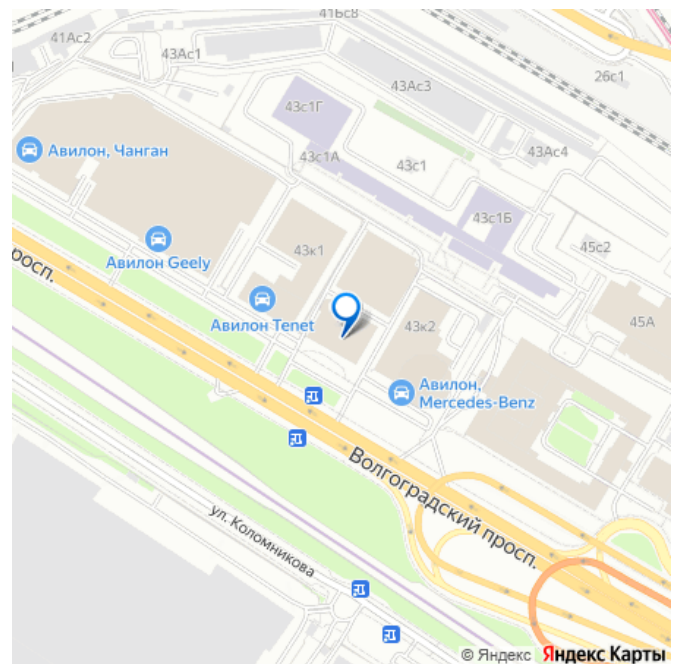 41Бс8
41Ас2
43Ас1
43Ас3
26с1
43с1Г
Авилон, Чанган
43с1А
43с1
43Ас4
43с1Б
просп.
Авилон Geely
43к1
45с2
Авилон Tenet
43к2
45А
Авилон,
Mercedes-Benz
Волгоградский просп.
ул. Коломникова
© Яндекс Яндекс Карты